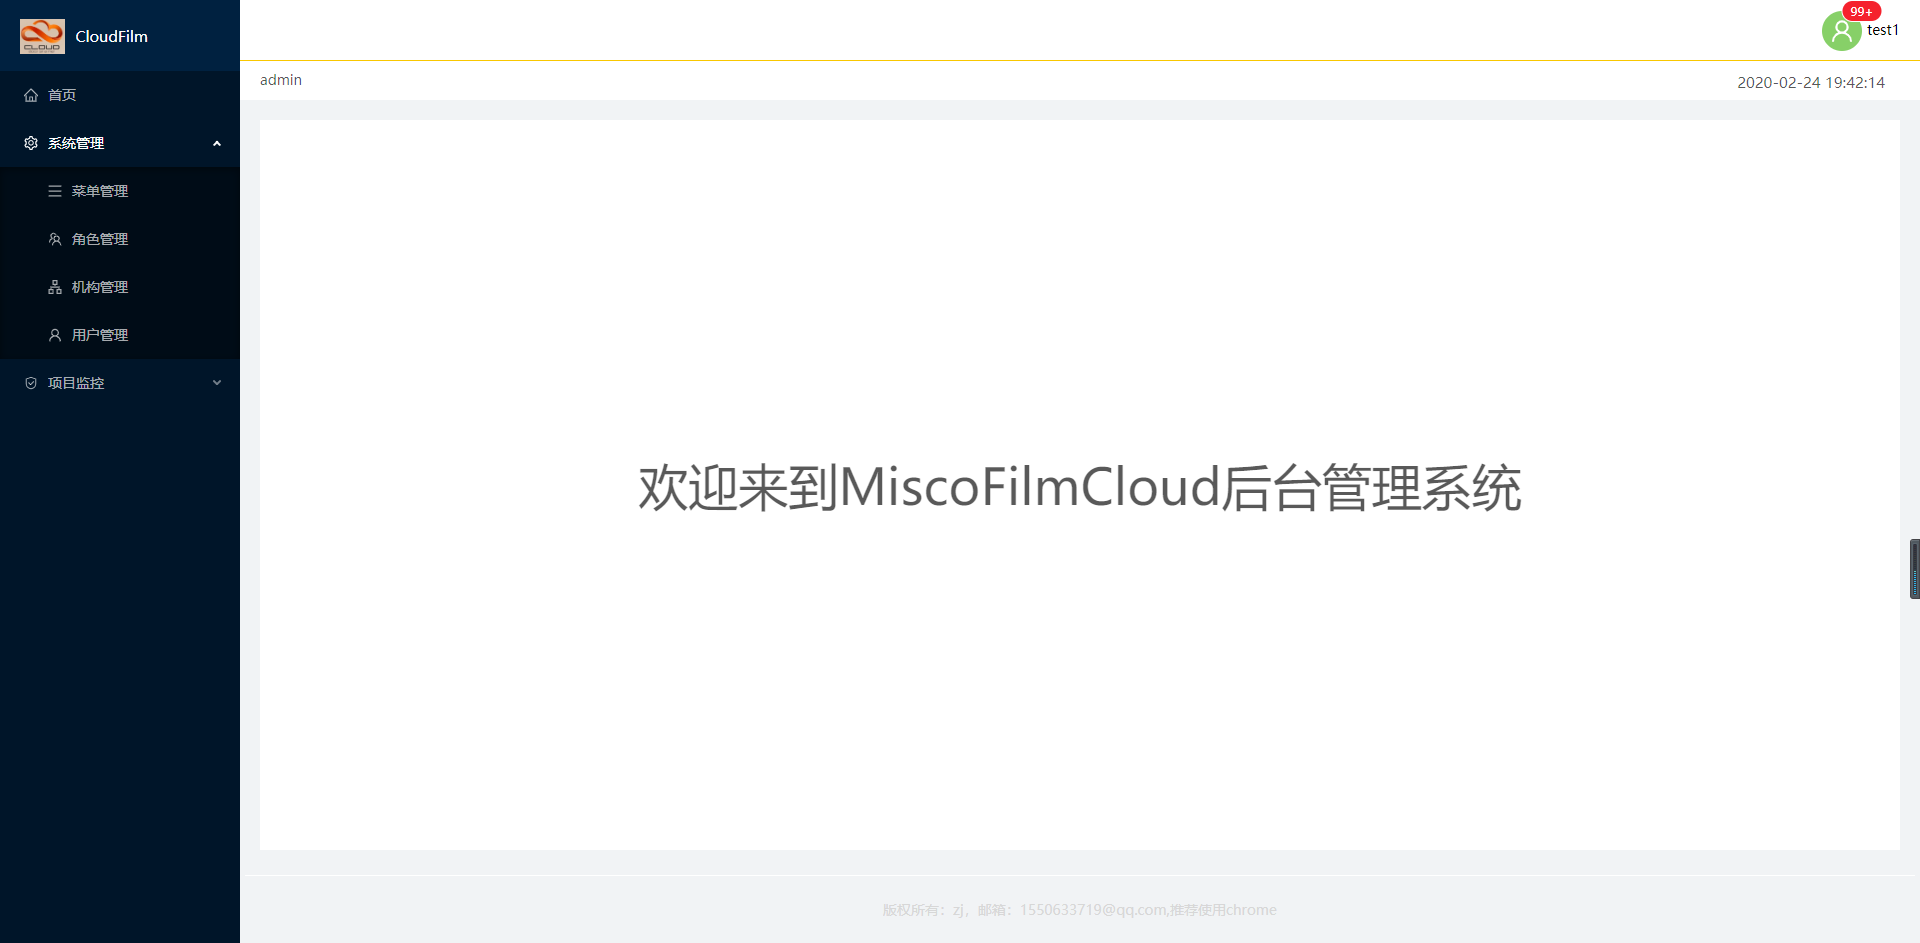 CLOUD
CloudFilm
首页
系统管理
菜单管理
角色管理
机构管理
用户管理
项目监控
99+
test1
admin
2020-02-24 19:42:14
欢迎来到MiscoFilmCloud后台管理系统
版权所有：zj，邮箱：1550633719@qq.com,推荐使用chrome